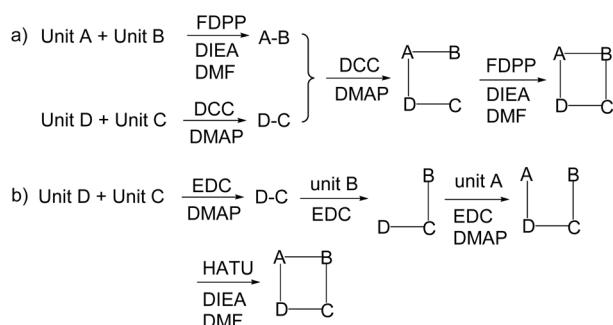 a) Unit A + Unit B FDPP DIEA DMF A-B
Unit D + Unit C DCC DMAP D-C
DCC DMAP A B D C
FDPP DIEA DMF A B D C
b) Unit D + Unit C EDC DMAP D-C unit B EDC B D C unit A EDC DMAP A B D C
HATU DIEA DMF A B D C